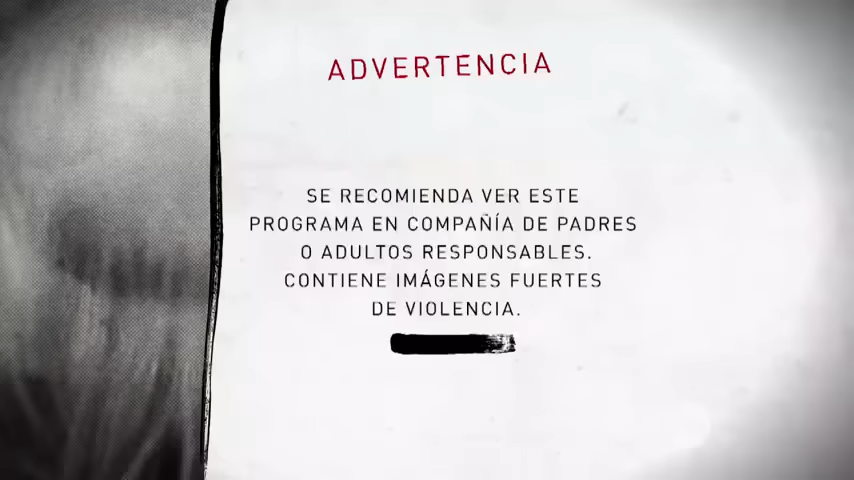 ADVERTENCIA
SE RECOMIENDA VER ESTE
PROGRAMA EN COMPAÑÍA DE PADRES
O ADULTOS RESPONSABLES.
CONTIENE IMÁGENES FUERTES
DE VIOLENCIA.